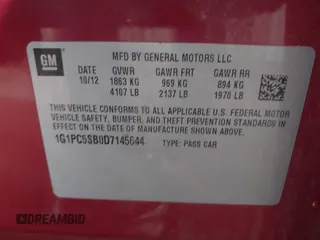 GM
MFD BY GENERAL MOTORS LLC
DATE GVWR GAWR FRT GAWR RR
10/12 1863 KG 969 KG 894 KG
4107 LB 2137 LB 1970 LB
THIS VEHICLE CONFORMS TO ALL APPLICABLE U.S. FEDERAL
VEHICLE SAFETY, BUMPER, AND THEFT PREVENTION STANDARDS IN
EFFECT ON THE DATE OF MANUFACTURE SHOWN ABOVE.
1G1PC5SB0D7145644 TYPE: PASS CAR
DREAMBID